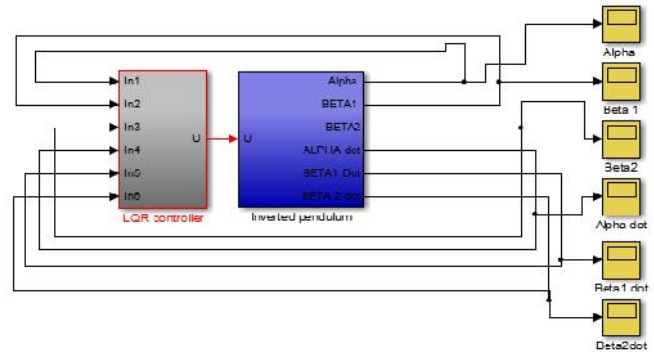 In1
In2
In3
In4
In5
In6
U
LQR controller
U
Alpha
BETA1
BETA2
ALPHA dot
BETA1 Dot
BETA 2 dot
Inverted pendulum
Alpha
Beta 1
Beta2
Alpha dot
Beta1 dot
Beta2dot